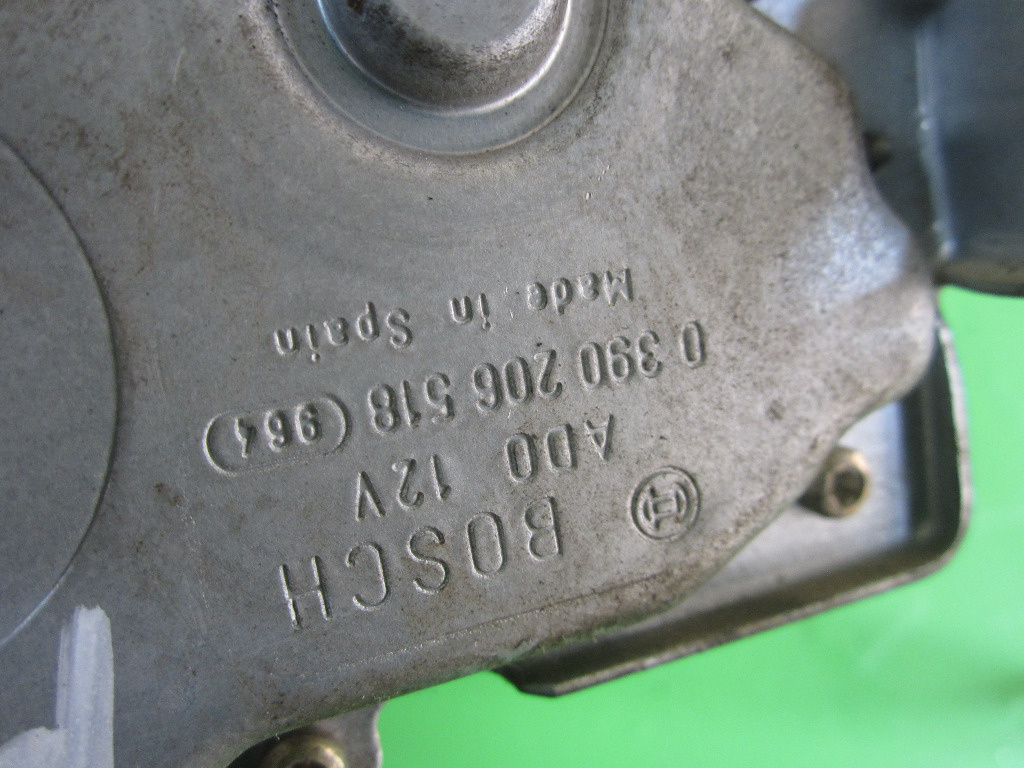 BOSCH
ADO 12V
0 390 206 518 (964)
Made in Spain